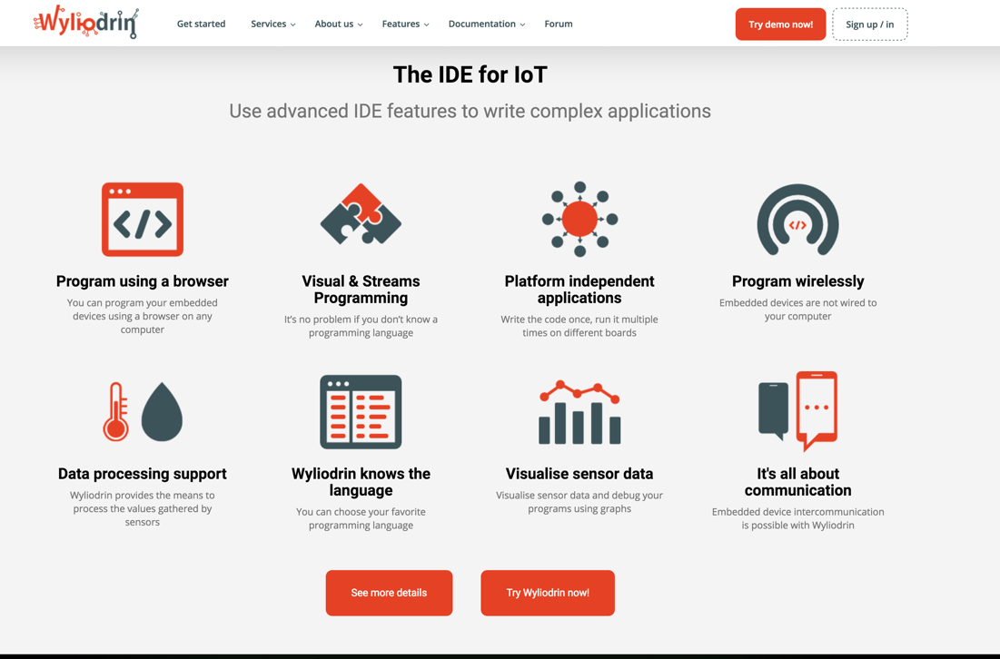 Wyliodrin
Get started Services About us Features Documentation Forum Try demo now! Sign up / in
The IDE for IoT
Use advanced IDE features to write complex applications
</>
</>
Program using a browser
You can program your embedded
devices using a browser on any
computer
Visual & Streams
Programming
It's no problem if you don't know a
programming language
Platform independent
applications
Write the code once, run it multiple
times on different boards
Program wirelessly
Embedded devices are not wired to
your computer
Data processing support
Wyliodrin provides the means to
process the values gathered by
sensors
Wyliodrin knows the
language
You can choose your favorite
programming language
Visualise sensor data
Visualise sensor data and debug your
programs using graphs
It's all about
communication
Embedded device intercommunication
is possible with Wyliodrin
See more details
Try Wyliodrin now!